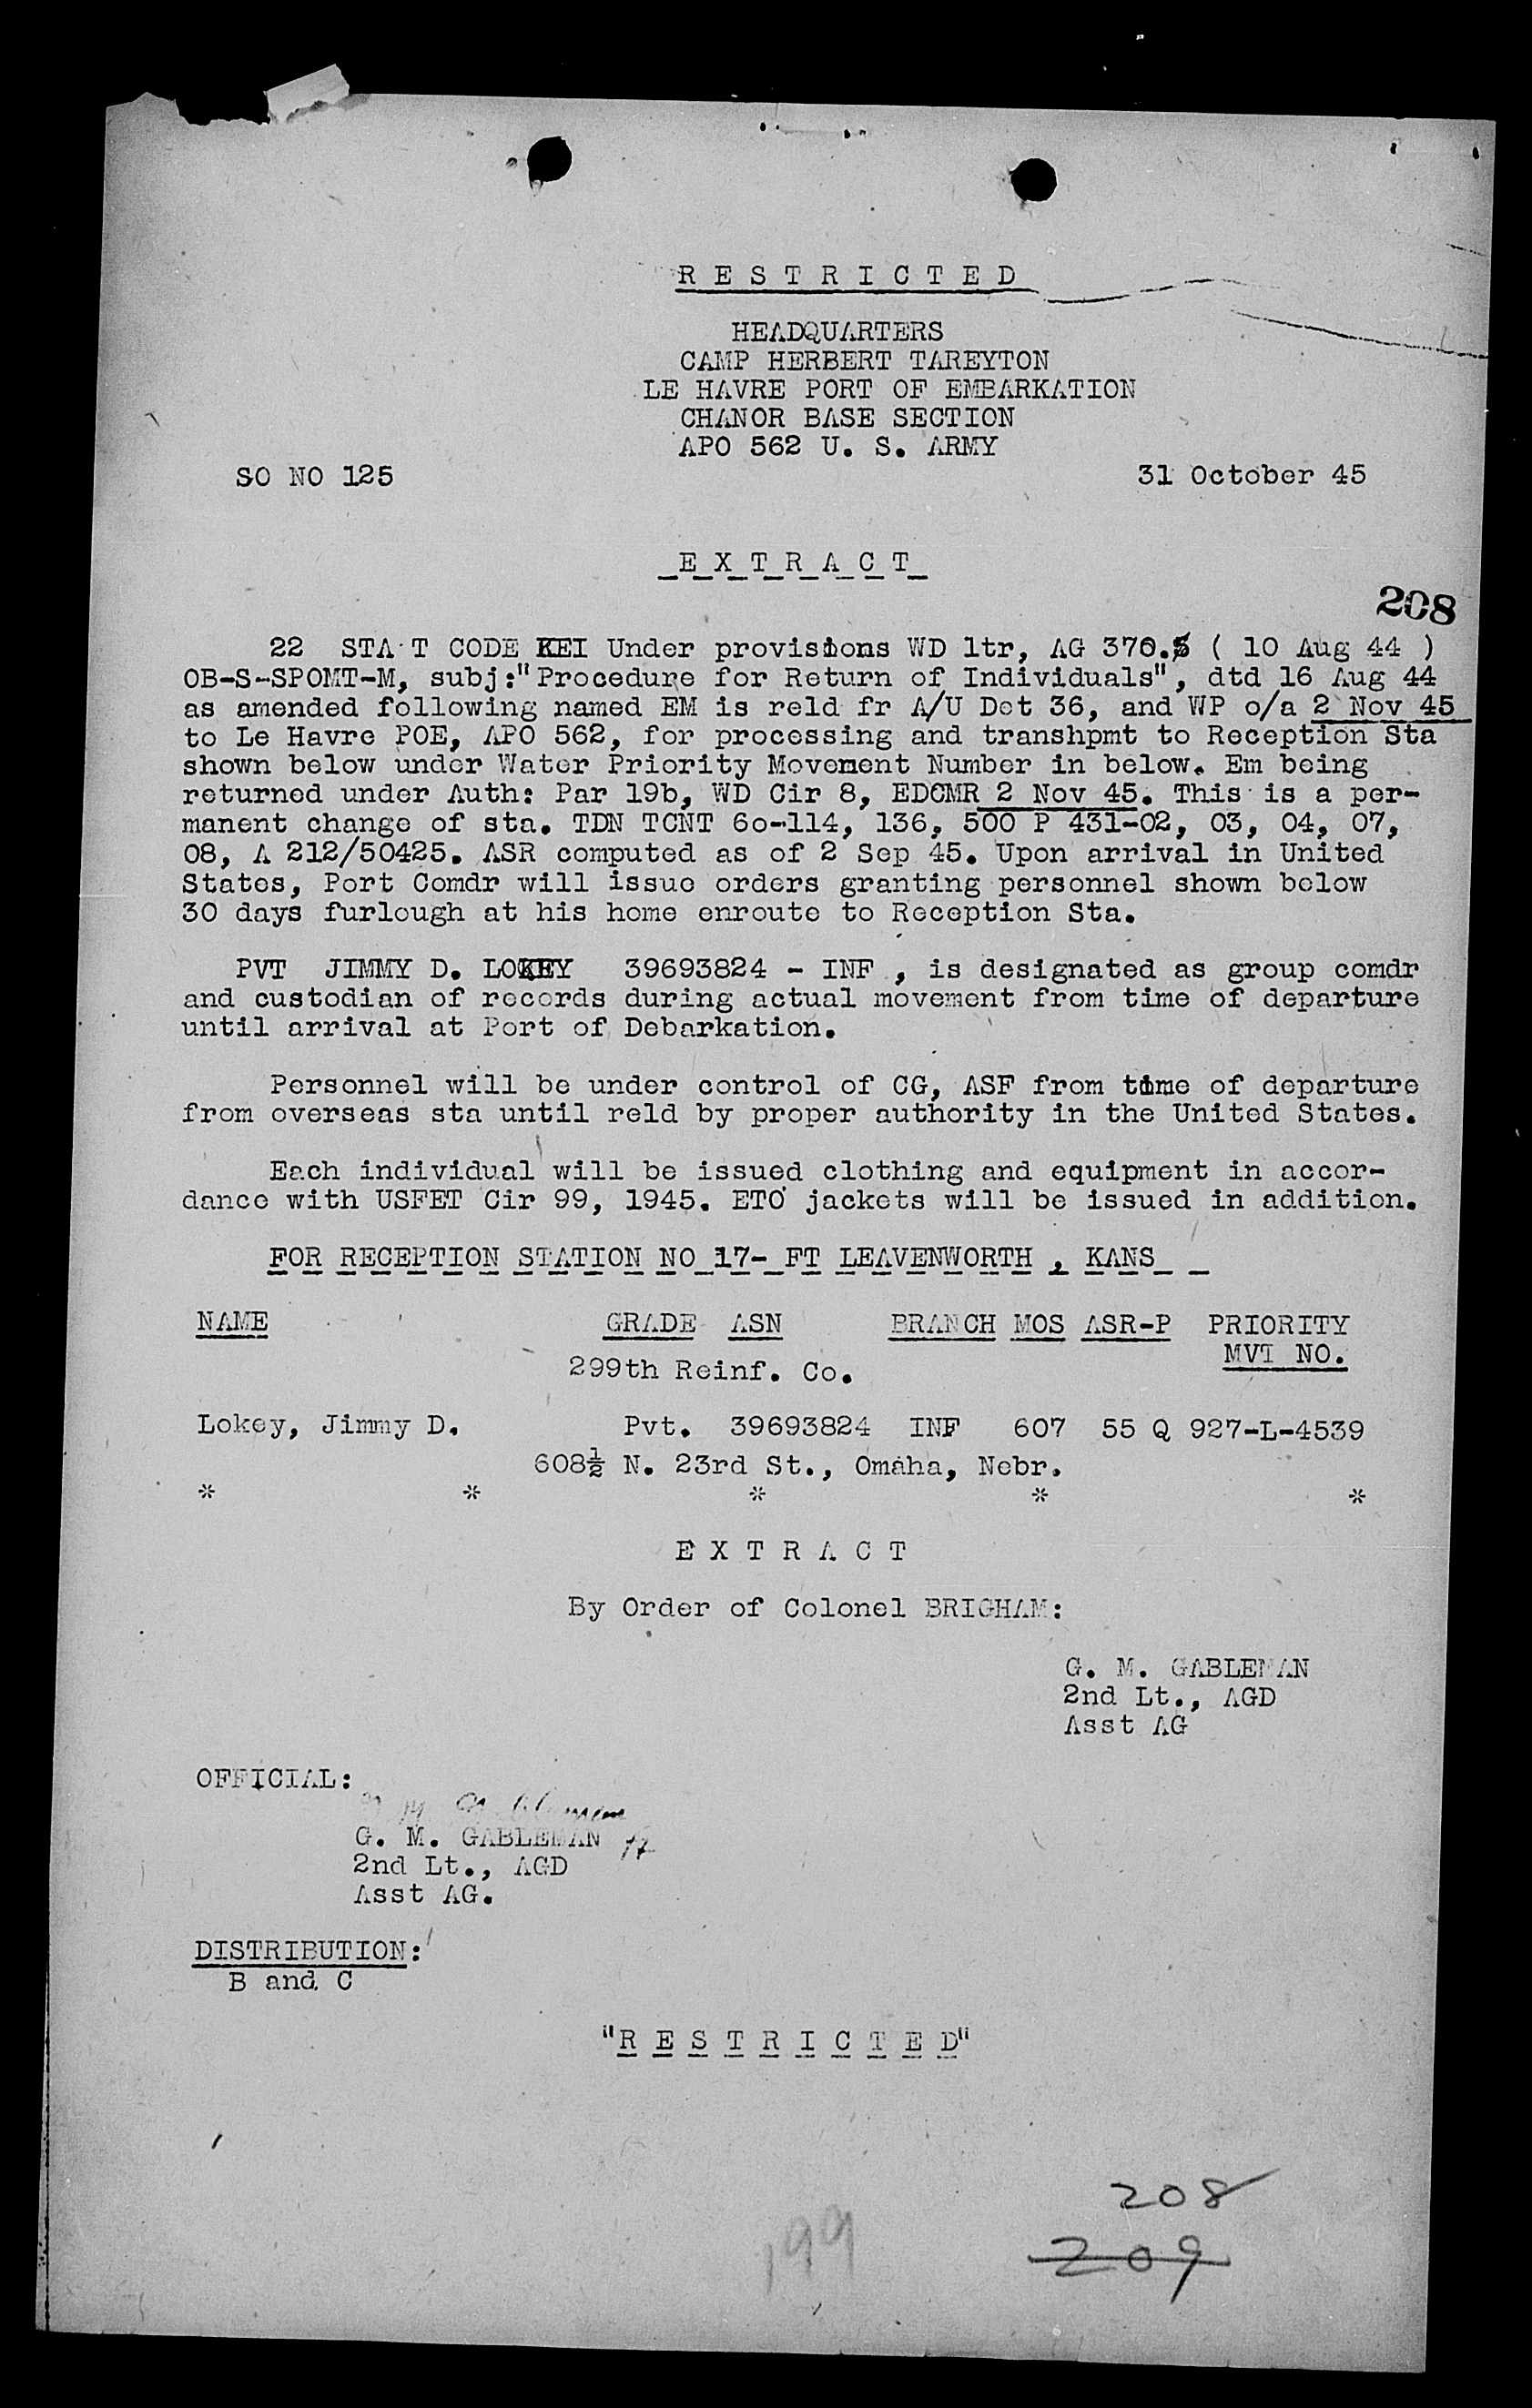 R E S T R I C T E D
HEADQUARTERS
CAMP HERBERT TAREYTON
LE HAVRE PORT OF EMBARKATION
CHANOR BASE SECTION
APO 562 U. S. ARMY
SO NO 125 31 October 45
E X T R A C T
208
22 STA T CODE KEI Under provisions WD ltr, AG 370.5 ( 10 Aug 44 )
OB-S-SPOMT-M, subj:"Procedure for Return of Individuals", dtd 16 Aug 44
as amended following named EM is reld fr A/U Det 36, and WP o/a 2 Nov 45
to Le Havre POE, APO 562, for processing and transhpmt to Reception Sta
shown below under Water Priority Movement Number in below. Em being
returned under Auth: Par 19b, WD Cir 8, EDCMR 2 Nov 45. This is a per-
manent change of sta. TDN TCNT 60-114, 136, 500 P 431-02, 03, 04, 07,
08, A 212/50425. ASR computed as of 2 Sep 45. Upon arrival in United
States, Port Comdr will issue orders granting personnel shown below
30 days furlough at his home enroute to Reception Sta.
PVT JIMMY D. LOKEY 39693824 - INF , is designated as group comdr
and custodian of records during actual movement from time of departure
until arrival at Port of Debarkation.
Personnel will be under control of CG, ASF from time of departure
from overseas sta until reld by proper authority in the United States.
Each individual will be issued clothing and equipment in accor-
dance with USFET Cir 99, 1945. ETO jackets will be issued in addition.
FOR RECEPTION STATION NO 17- FT LEAVENWORTH , KANS
NAME GRADE ASN BRANCH MOS ASR-P PRIORITY
MVT NO.
299th Reinf. Co.
Lokey, Jimmy D. Pvt. 39693824 INF 607 55 Q 927-L-4539
608½ N. 23rd St., Omaha, Nebr.
* * * * *
E X T R A C T
By Order of Colonel BRIGHAM:
G. M. GABLEMAN
2nd Lt., AGD
Asst AG
OFFICIAL:
G. M. GABLEMAN
2nd Lt., AGD
Asst AG.
DISTRIBUTION:
B and C
"R E S T R I C T E D"
208
199
209